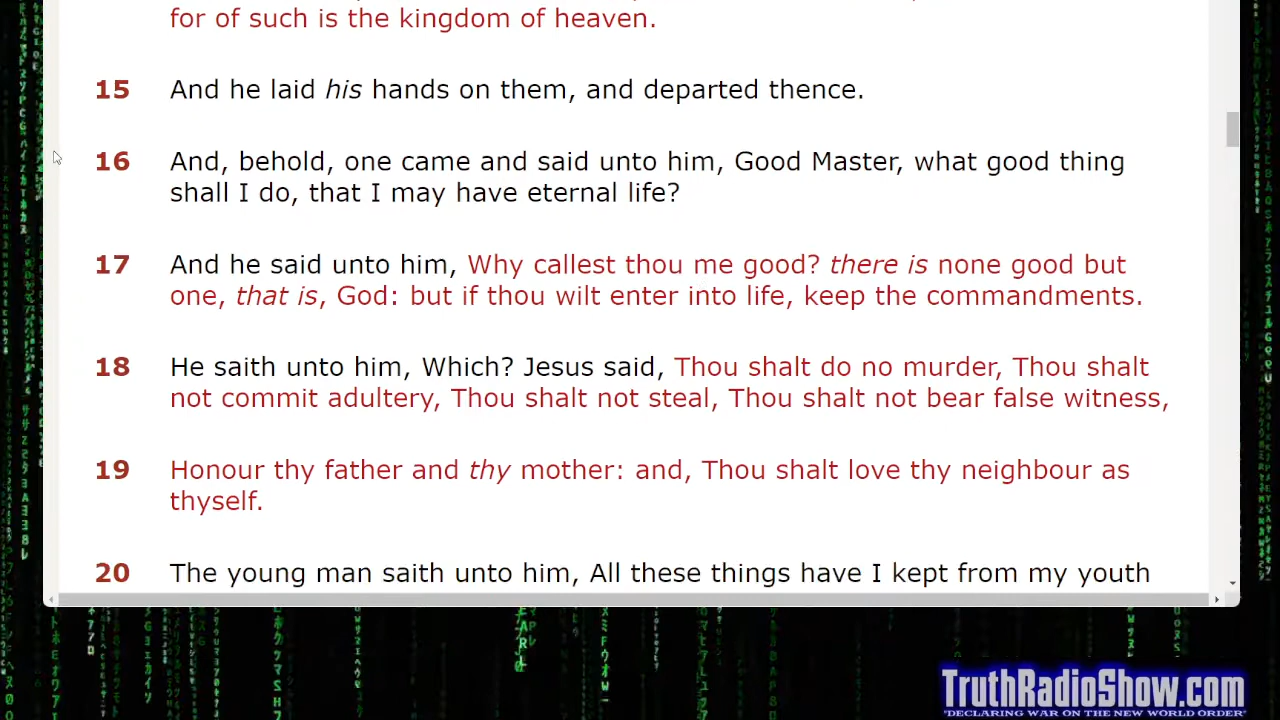 for of such is the kingdom of heaven.
15 And he laid his hands on them, and departed thence.
16 And, behold, one came and said unto him, Good Master, what good thing
shall I do, that I may have eternal life?
17 And he said unto him, Why callest thou me good? there is none good but
one, that is, God: but if thou wilt enter into life, keep the commandments.
18 He saith unto him, Which? Jesus said, Thou shalt do no murder, Thou shalt
not commit adultery, Thou shalt not steal, Thou shalt not bear false witness,
19 Honour thy father and thy mother: and, Thou shalt love thy neighbour as
thyself.
20 The young man saith unto him, All these things have I kept from my youth
TruthRadioShow.com
"DECLARING WAR ON THE NEW WORLD ORDER"